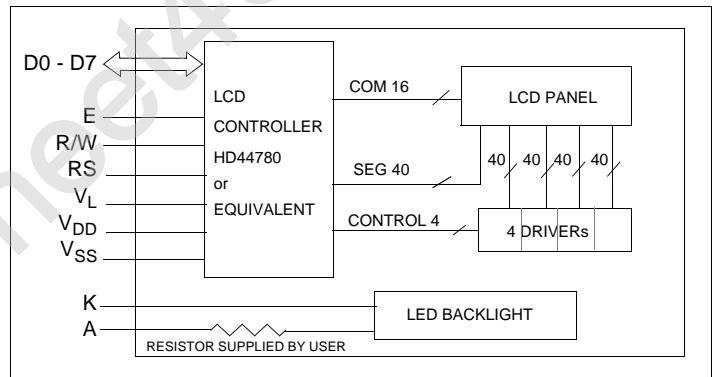 D0 - D7
E
R/W
RS
VL
VDD
VSS
K
A
LCD
CONTROLLER
HD44780
or
EQUIVALENT
COM 16
SEG 40
CONTROL 4
LCD PANEL
40 40 40 40
4 DRIVERs
LED BACKLIGHT
RESISTOR SUPPLIED BY USER